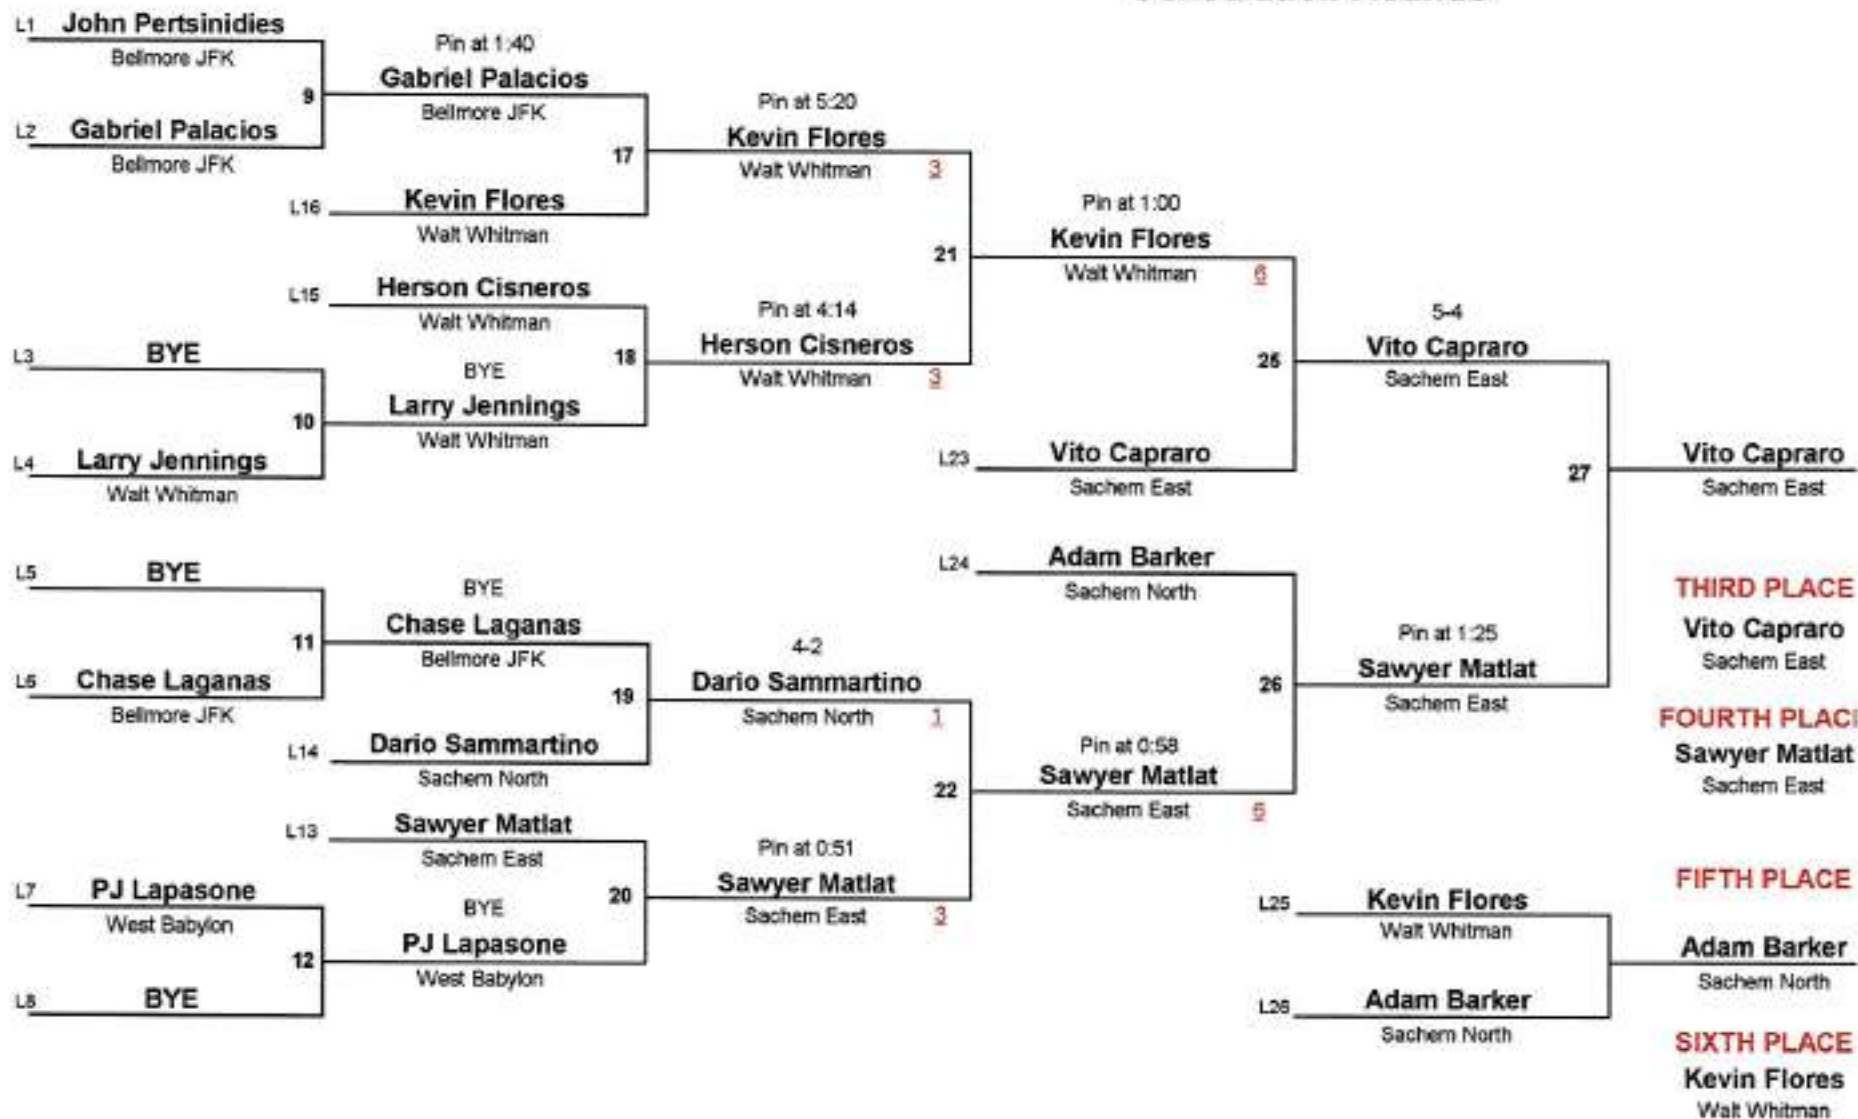 L1 John Pertsinidies
Bellmore JFK
9
L2 Gabriel Palacios
Bellmore JFK
Pin at 1:40
Gabriel Palacios
Bellmore JFK
17
L16 Kevin Flores
Walt Whitman
Pin at 5:20
Kevin Flores
Walt Whitman 3
L15 Herson Cisneros
Walt Whitman
18
L3 BYE
10
L4 Larry Jennings
Walt Whitman
BYE
Larry Jennings
Walt Whitman
Pin at 4:14
Herson Cisneros
Walt Whitman 3
21
Pin at 1:00
Kevin Flores
Walt Whitman 6
25
L23 Vito Capraro
Sachem East
5-4
Vito Capraro
Sachem East
27
Vito Capraro
Sachem East
L5 BYE
11
L6 Chase Laganas
Bellmore JFK
BYE
Chase Laganas
Bellmore JFK
19
L14 Dario Sammartino
Sachem North
4-2
Dario Sammartino
Sachem North 1
L13 Sawyer Matlat
Sachem East
20
L7 PJ Lapasone
West Babylon
12
L8 BYE
BYE
PJ Lapasone
West Babylon
Pin at 0:51
Sawyer Matlat
Sachem East 3
22
Pin at 0:58
Sawyer Matlat
Sachem East
L24 Adam Barker
Sachem North
26
Pin at 1:25
Sawyer Matlat
Sachem East
THIRD PLACE
Vito Capraro
Sachem East
FOURTH PLACE
Sawyer Matlat
Sachem East
L25 Kevin Flores
Walt Whitman
L26 Adam Barker
Sachem North
FIFTH PLACE
Adam Barker
Sachem North
SIXTH PLACE
Kevin Flores
Walt Whitman